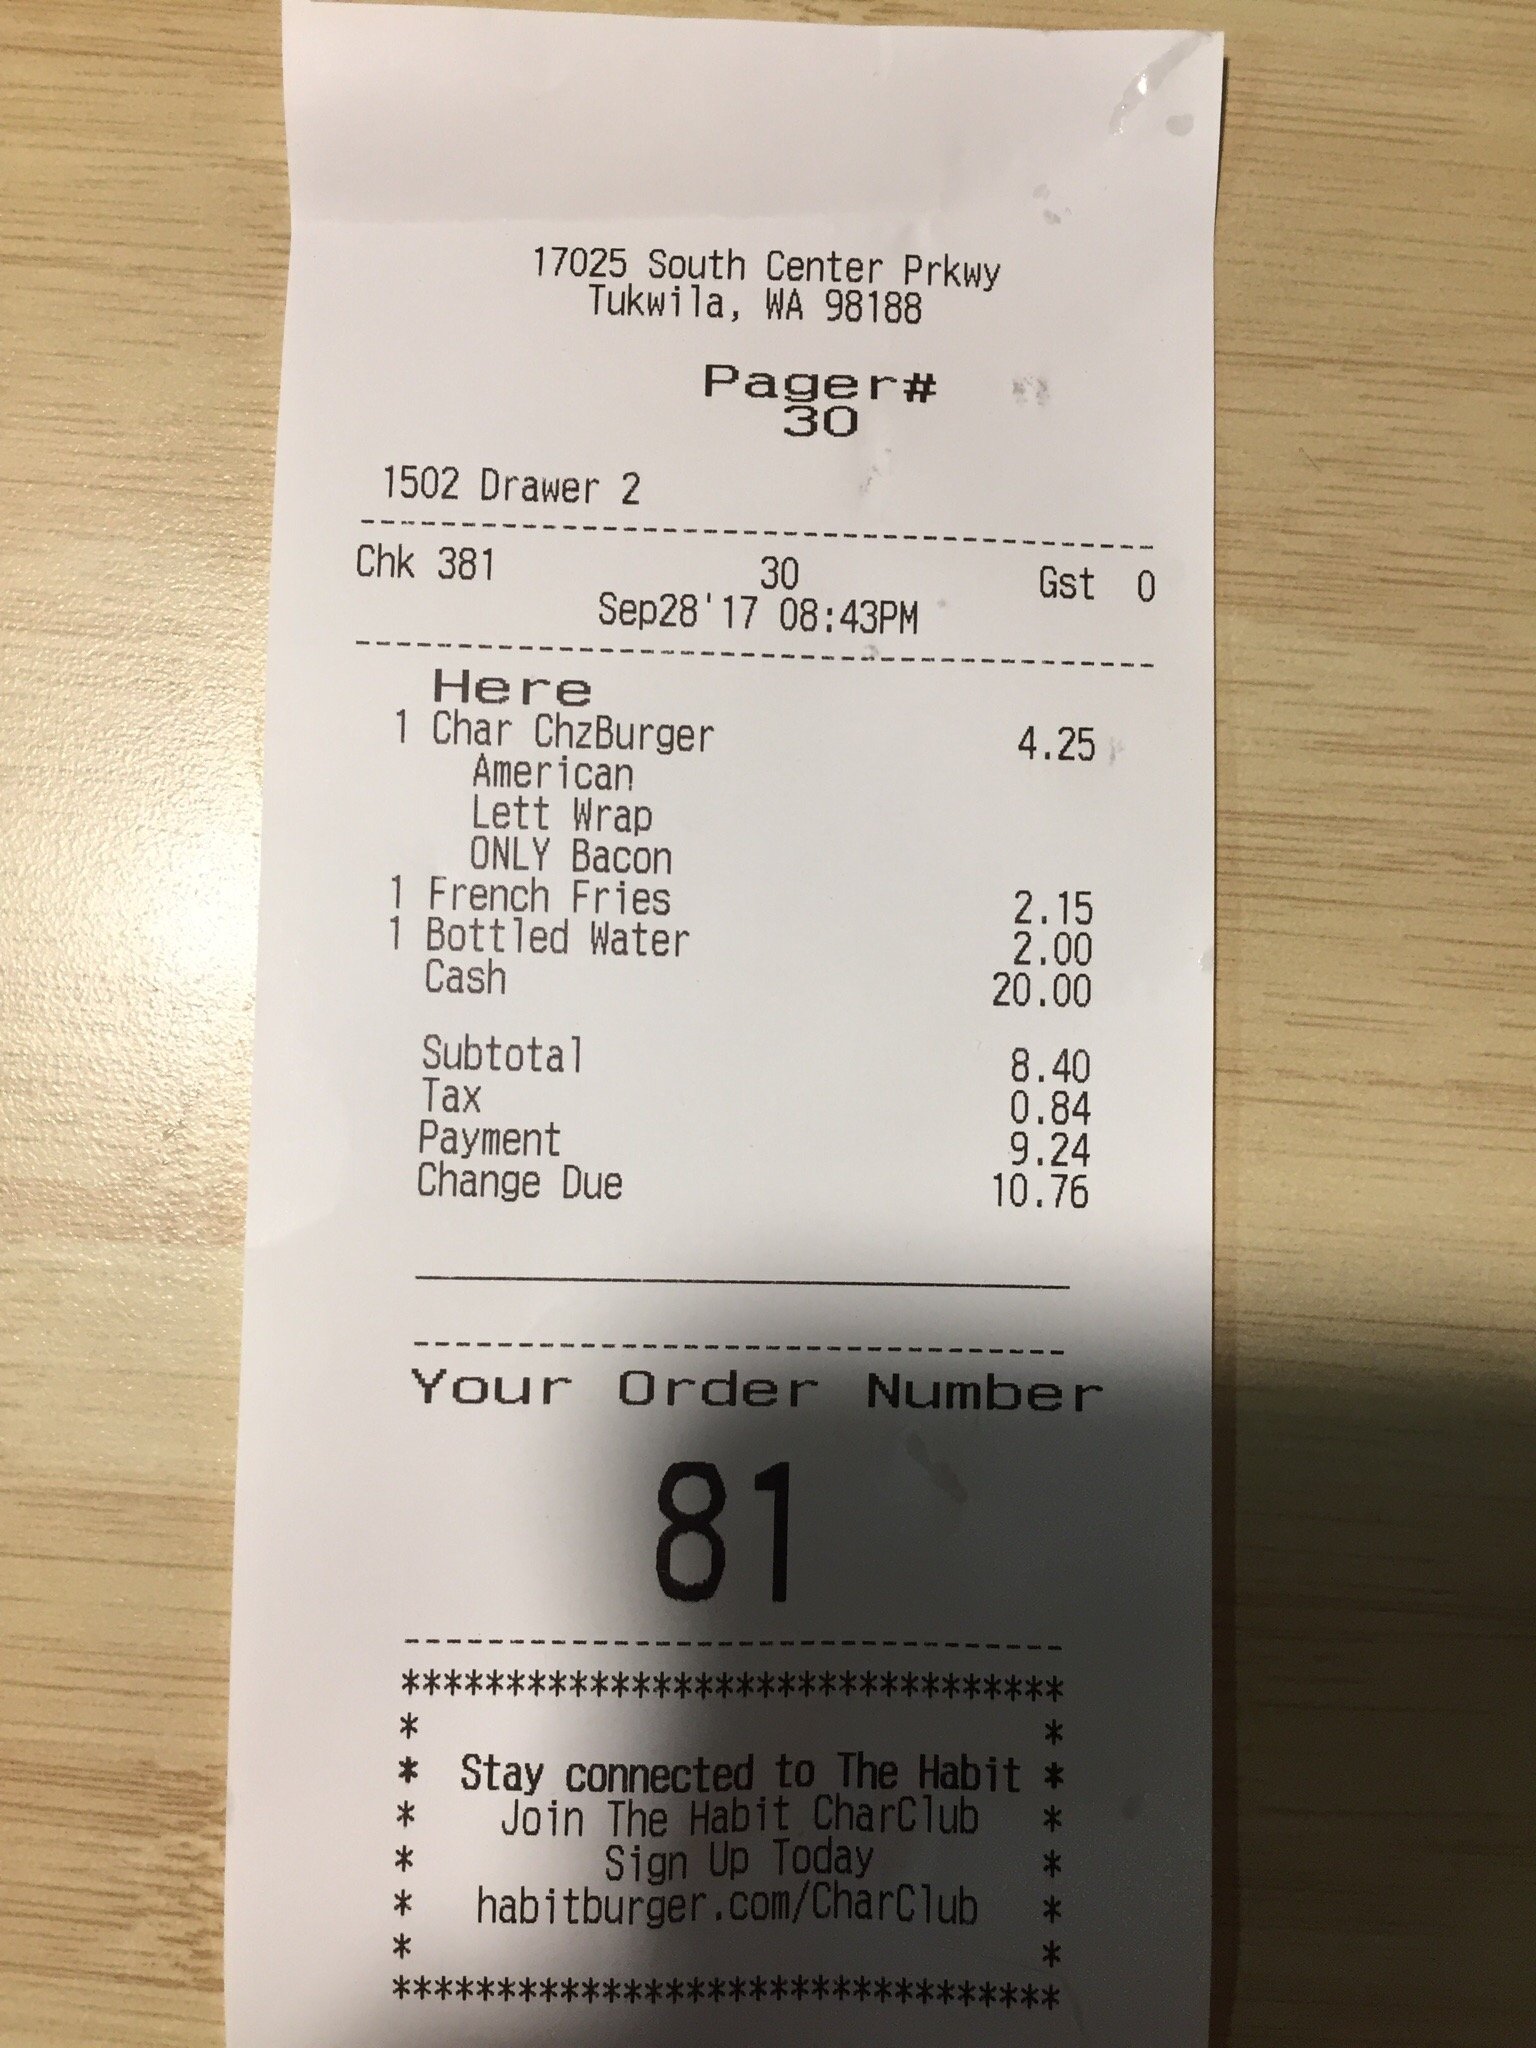 17025 South Center Prkwy
Tukwila, WA 98188
Pager#
30
1502 Drawer 2
--------------------------------
Chk 381 30 Gst 0
Sep28'17 08:43PM
--------------------------------
Here
1 Char ChzBurger 4.25
American
Lett Wrap
ONLY Bacon
1 French Fries 2.15
1 Bottled Water 2.00
Cash 20.00
Subtotal 8.40
Tax 0.84
Payment 9.24
Change Due 10.76
--------------------------------
Your Order Number
81
--------------------------------
********************************
* *
* Stay connected to The Habit *
* Join The Habit CharClub *
* Sign Up Today *
* habitburger.com/CharClub *
* *
********************************